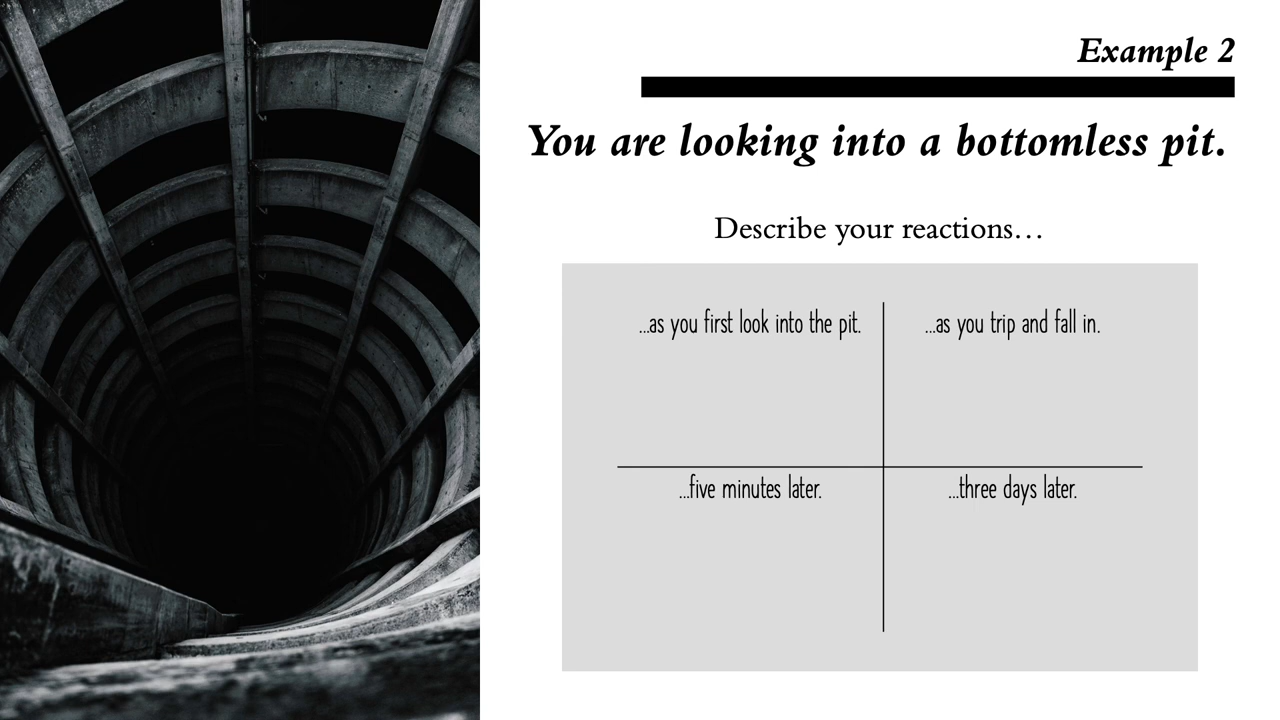 Example 2
You are looking into a bottomless pit.
Describe your reactions…
...as you first look into the pit.
...as you trip and fall in.
...five minutes later.
...three days later.